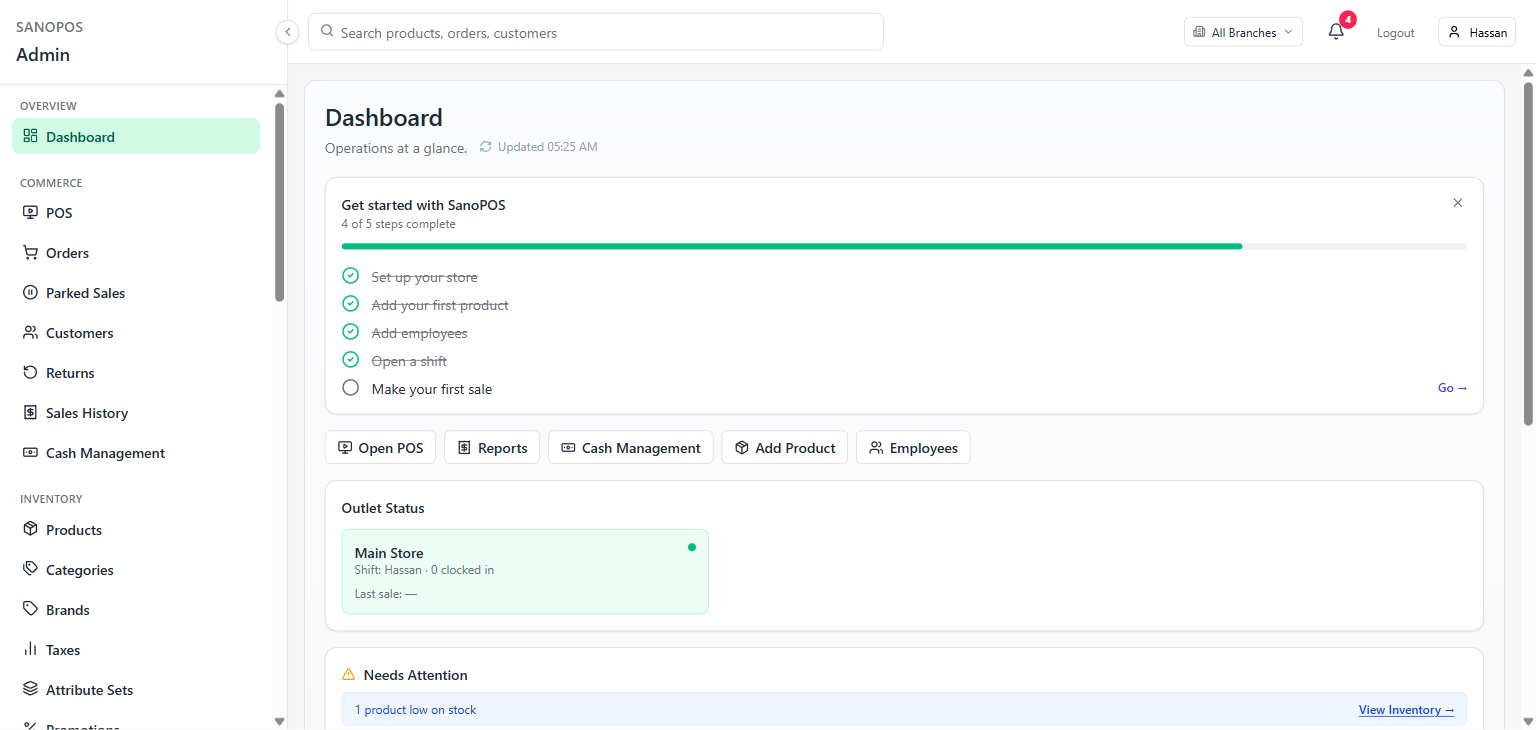 SANOPOS
Admin
OVERVIEW
Dashboard
COMMERCE
POS
Orders
Parked Sales
Customers
Returns
Sales History
Cash Management
INVENTORY
Products
Categories
Brands
Taxes
Attribute Sets
Promotions
Search products, orders, customers
All Branches
4
Logout
Hassan
Dashboard
Operations at a glance. Updated 05:25 AM
Get started with SanoPOS
4 of 5 steps complete
Set up your store
Add your first product
Add employees
Open a shift
Make your first sale Go →
Open POS Reports Cash Management Add Product Employees
Outlet Status
Main Store
Shift: Hassan · 0 clocked in
Last sale: —
Needs Attention
1 product low on stock View Inventory →